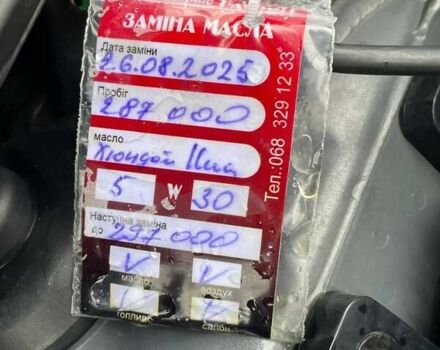 ЗАМІНА МАСЛА
Дата заміни
26.08.2025
Пробіг
287 000
масло
Хюндай Киа
5 W 30
Наступна заміна
до 297 000
V V
масло воздух
V V
топливо салон
Тел.:068 329 12 33